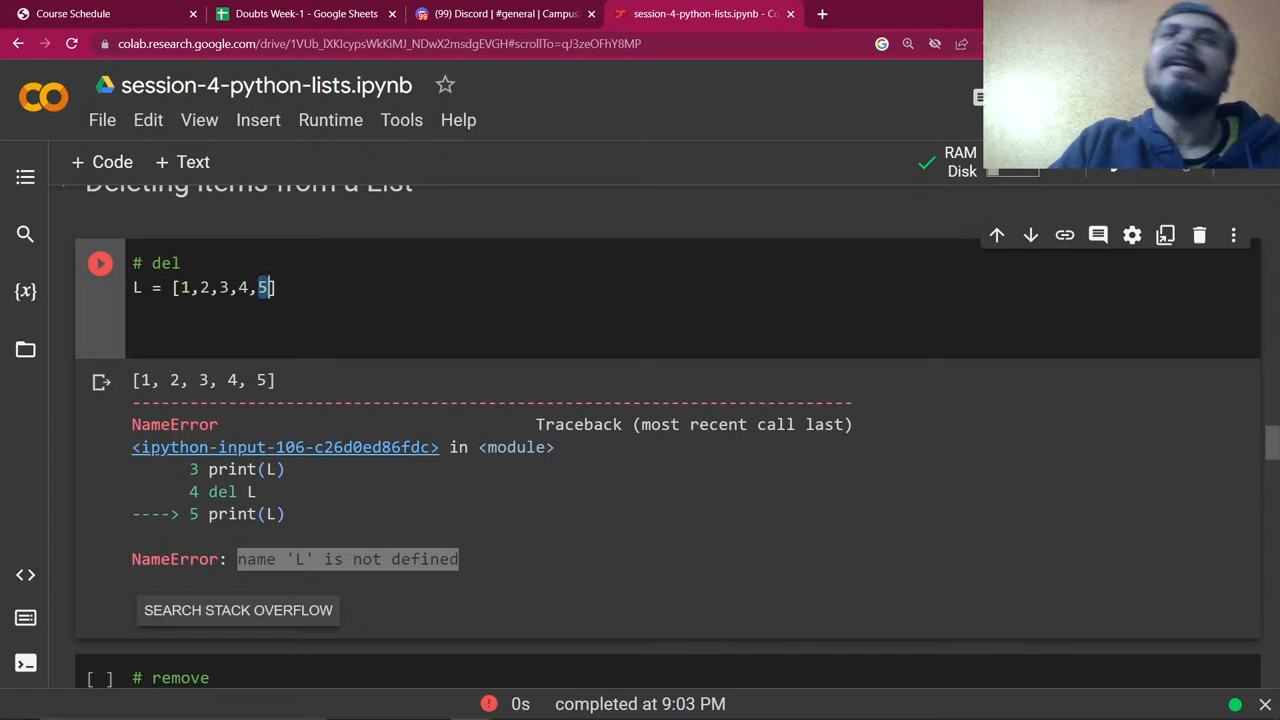 Course Schedule
Doubts Week-1 - Google Sheets
(99) Discord | #general | Campus
session-4-python-lists.ipynb - Co
colab.research.google.com/drive/1VUb_lXKIcypsWkKiMJ_NDwX2msdgEVGH#scrollTo=qJ3zeOFhY8MP
session-4-python-lists.ipynb
File Edit View Insert Runtime Tools Help
+ Code + Text
RAM
Disk
Deleting items from a List
# del
L = [1,2,3,4,5]
[1, 2, 3, 4, 5]
---------------------------------------------------------------------------
NameError Traceback (most recent call last)
<ipython-input-106-c26d0ed86fdc> in <module>
3 print(L)
4 del L
----> 5 print(L)
NameError: name 'L' is not defined
SEARCH STACK OVERFLOW
[ ] # remove
0s completed at 9:03 PM